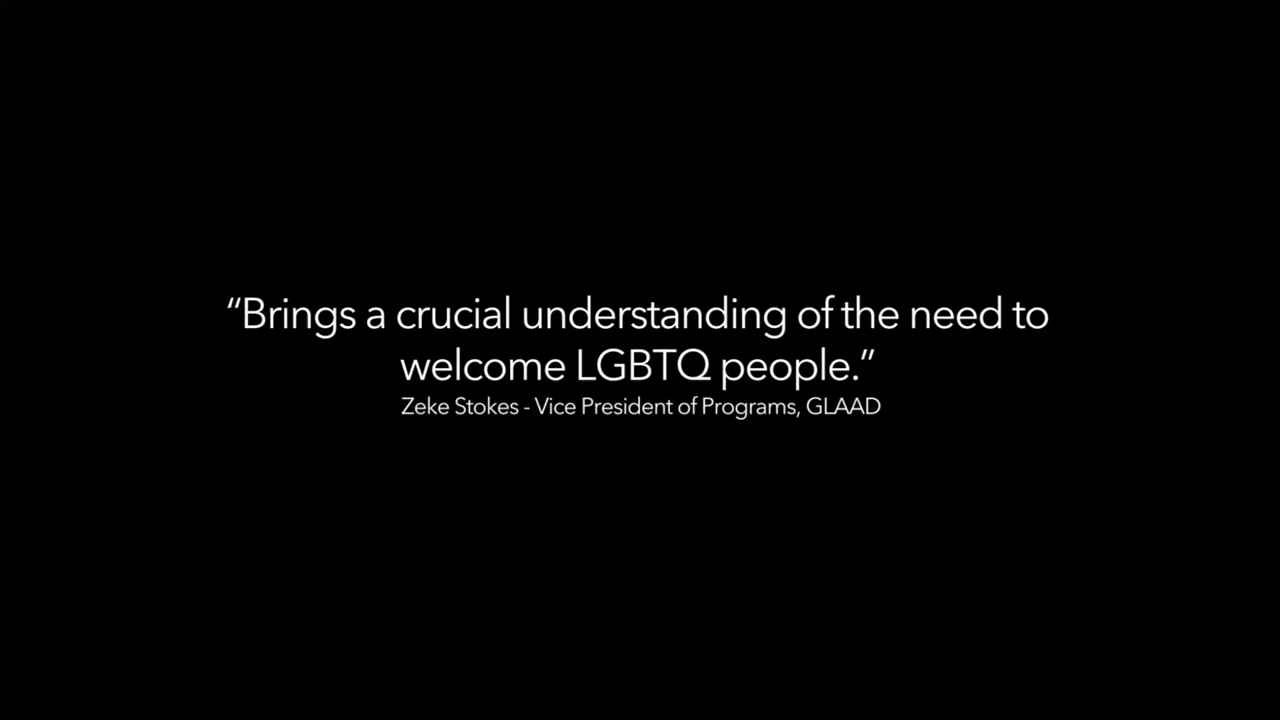 “Brings a crucial understanding of the need to
welcome LGBTQ people.”
Zeke Stokes - Vice President of Programs, GLAAD